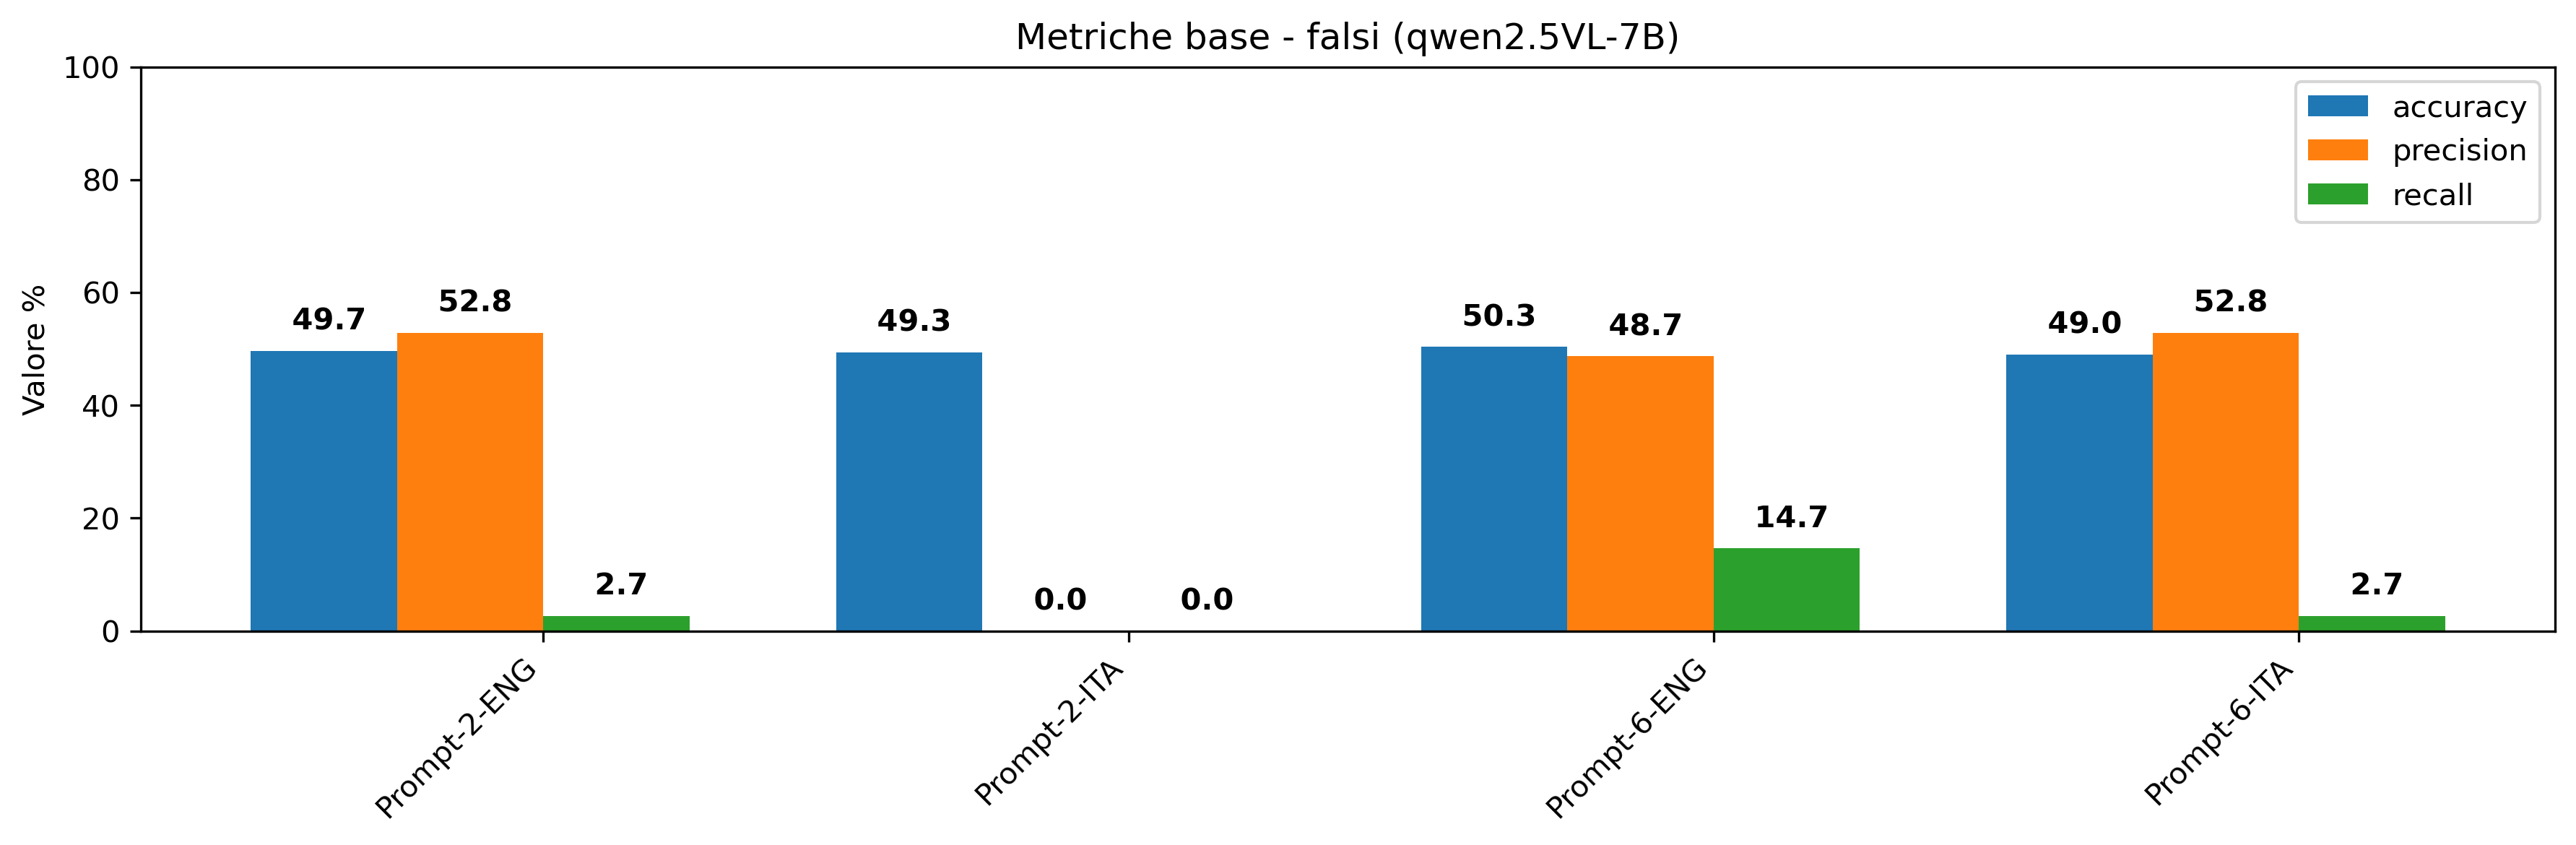 Metriche base - falsi (qwen2.5VL-7B)
100
80
60
40
20
0
Valore %
accuracy
precision
recall
49.7
52.8
2.7
49.3
0.0
0.0
50.3
48.7
14.7
49.0
52.8
2.7
Prompt-2-ENG
Prompt-2-ITA
Prompt-6-ENG
Prompt-6-ITA